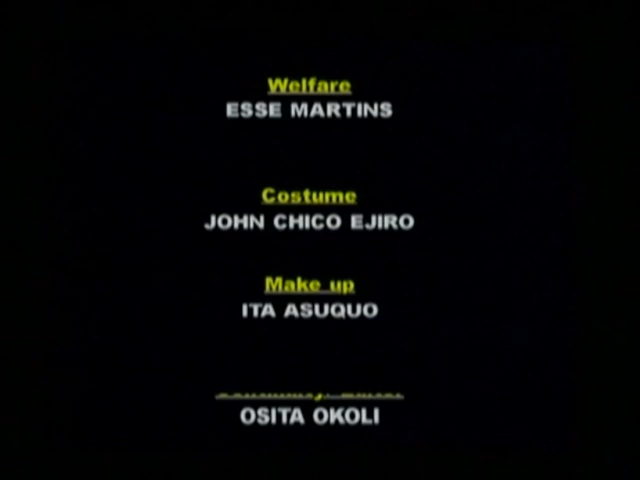 Welfare
ESSE MARTINS
Costume
JOHN CHICO EJIRO
Make up
ITA ASUQUO
OSITA OKOLI